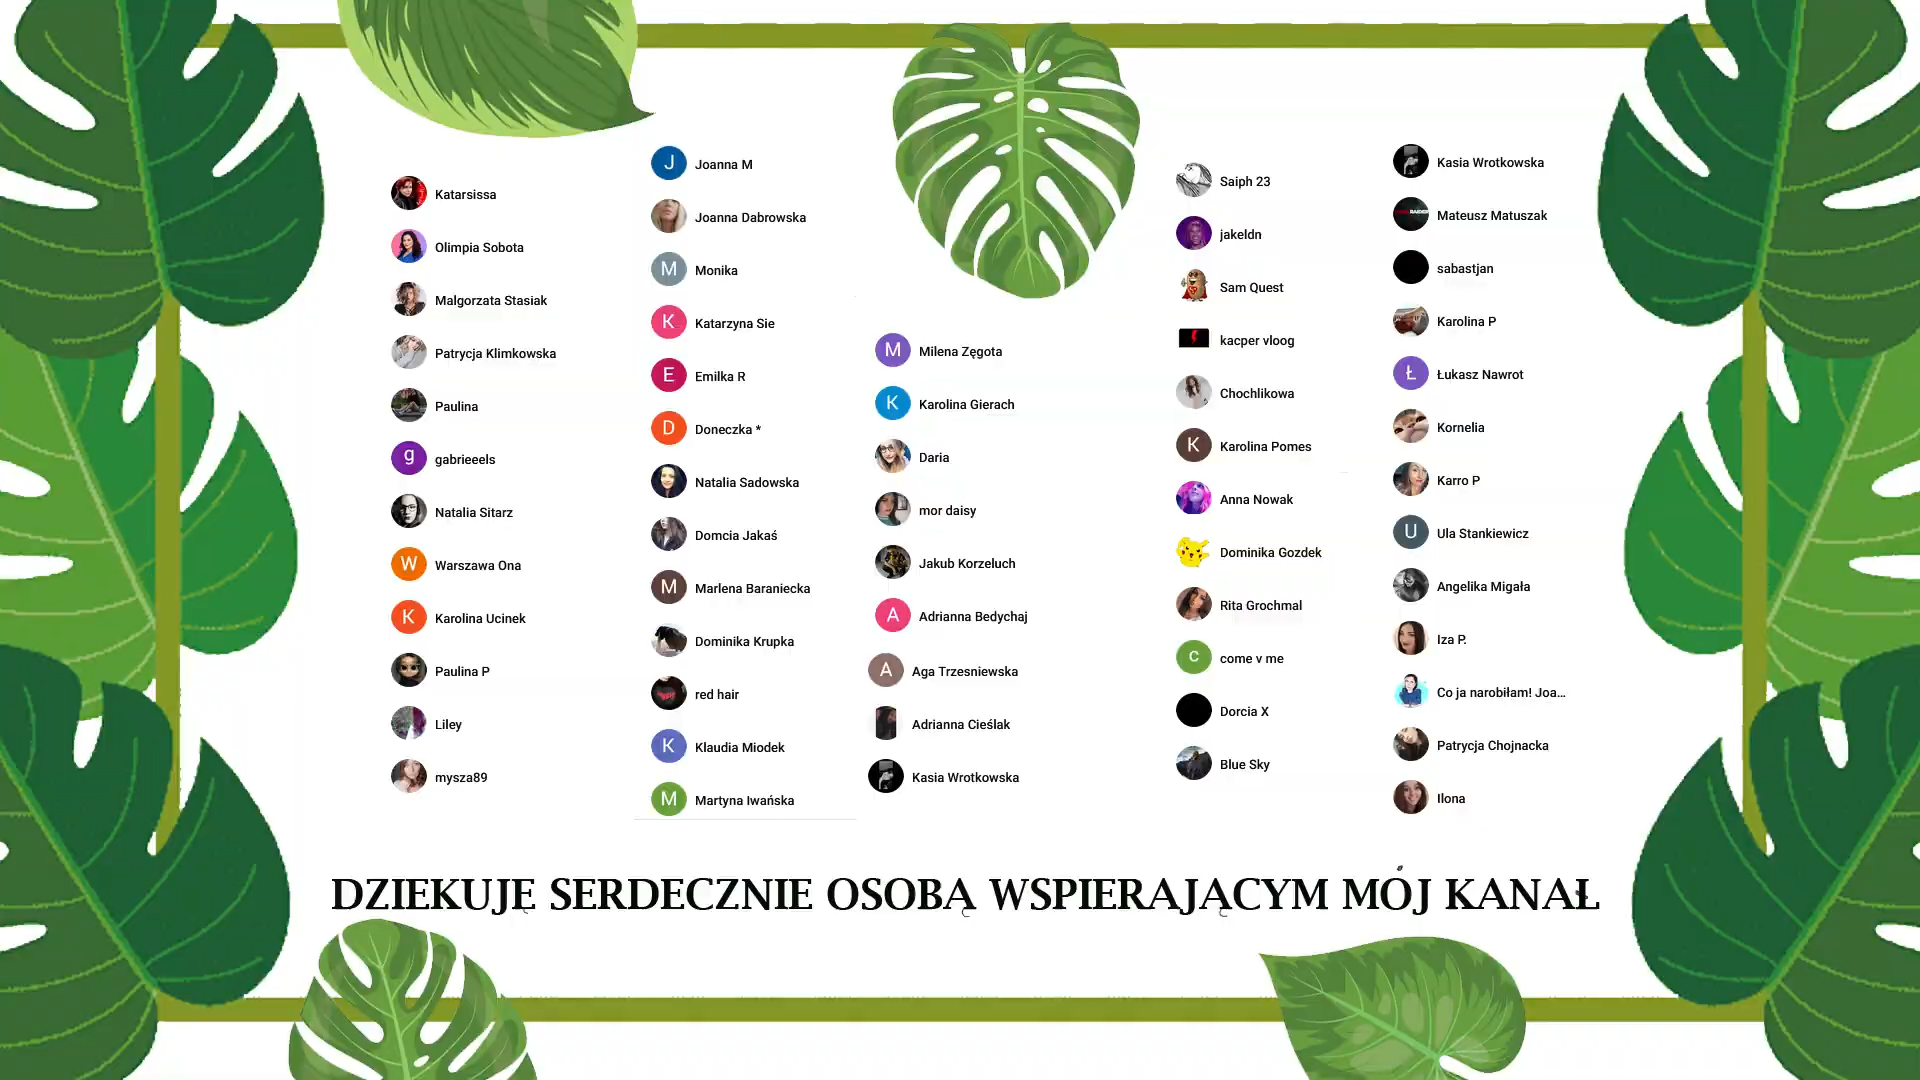 Katarsissa
Olimpia Sobota
Malgorzata Stasiak
Patrycja Klimkowska
Paulina
g gabrieeels
Natalia Sitarz
W Warszawa Ona
K Karolina Ucinek
Paulina P
Liley
mysza89
J Joanna M
Joanna Dabrowska
M Monika
K Katarzyna Sie
E Emilka R
D Doneczka *
Natalia Sadowska
Domcia Jakaś
M Marlena Baraniecka
Dominika Krupka
red hair
K Klaudia Miodek
M Martyna Iwańska
M Milena Zęgota
K Karolina Gierach
Daria
mor daisy
Jakub Korzeluch
A Adrianna Bedychaj
A Aga Trzesniewska
Adrianna Cieślak
Kasia Wrotkowska
Saiph 23
jakeldn
Sam Quest
kacper vloog
Chochlikowa
K Karolina Pomes
Anna Nowak
Dominika Gozdek
Rita Grochmal
c come v me
Dorcia X
Blue Sky
Kasia Wrotkowska
Mateusz Matuszak
sabastjan
Karolina P
Ł Łukasz Nawrot
Kornelia
Karro P
U Ula Stankiewicz
Angelika Migała
Iza P.
Co ja narobiłam! Joa...
Patrycja Chojnacka
Ilona
DZIEKUJĘ SERDECZNIE OSOBĄ WSPIERAJĄCYM MÓJ KANAŁ